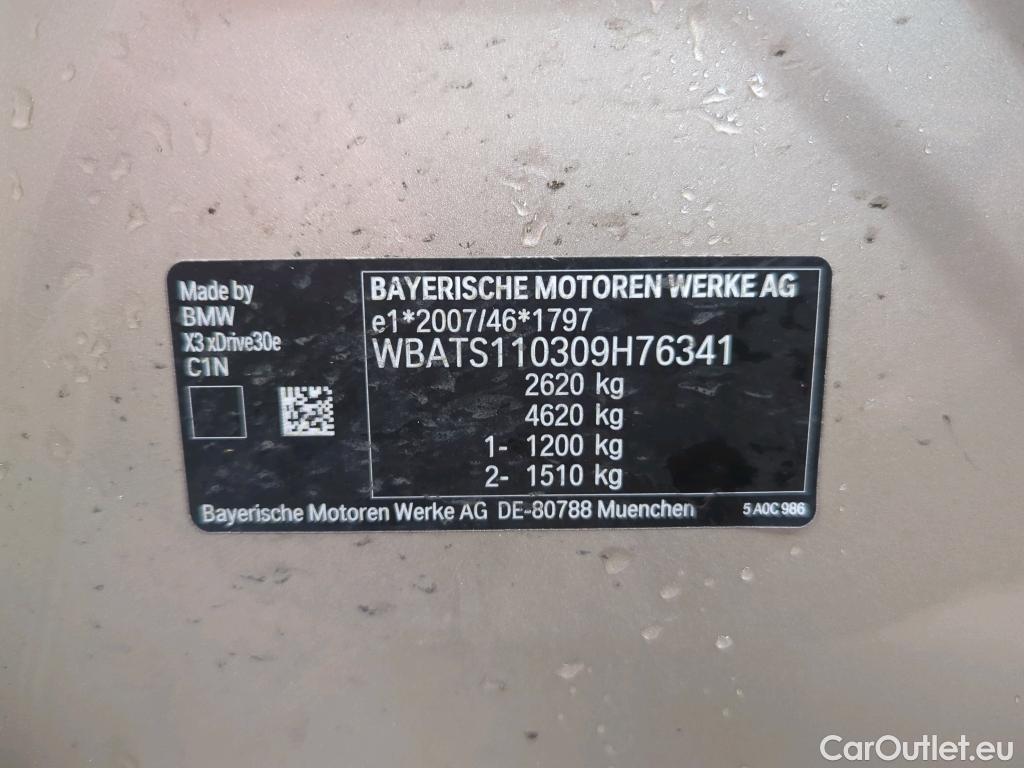 Made by
BMW
X3 xDrive30e
C1N
BAYERISCHE MOTOREN WERKE AG
e1*2007/46*1797
WBATS110309H76341
2620 kg
4620 kg
1- 1200 kg
2- 1510 kg
Bayerische Motoren Werke AG DE-80788 Muenchen 5 A0C 986
CarOutlet.eu